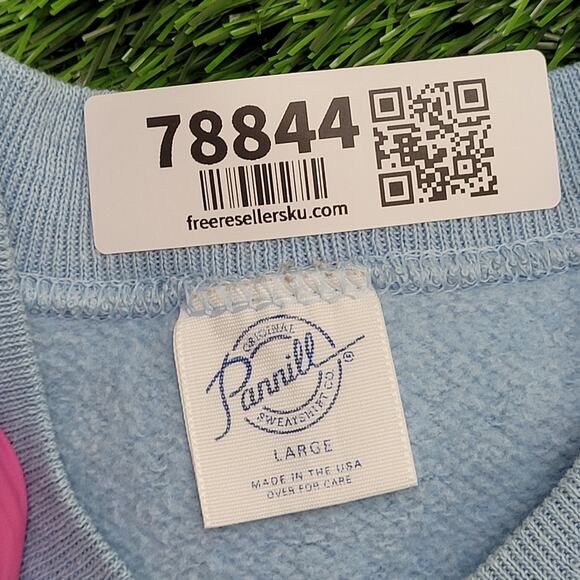 78844
freeresellersku.com
ORIGINAL
Pannill ®
SWEATSHIRT CO.
LARGE
MADE IN THE USA
OVER FOR CARE